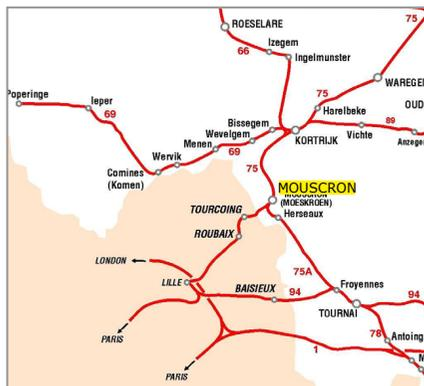 ROESELARE
75
Izegem
66
Ingelmunster
75
WAREGE
Poperinge
Ieper
Harelbeke
OUD
69
Bissegem
89
Wevelgem
KORTRIJK
Vichte
Menen
Anzege
69
Wervik
Comines
(Komen)
75
MOUSCRON
(MOESKROEN)
TOURCOING
Herseaux
ROUBAIX
LONDON
75A
LILLE
BAISIEUX
94
Froyennes
94
TOURNAI
PARIS
78
Antoing
1
M
PARIS